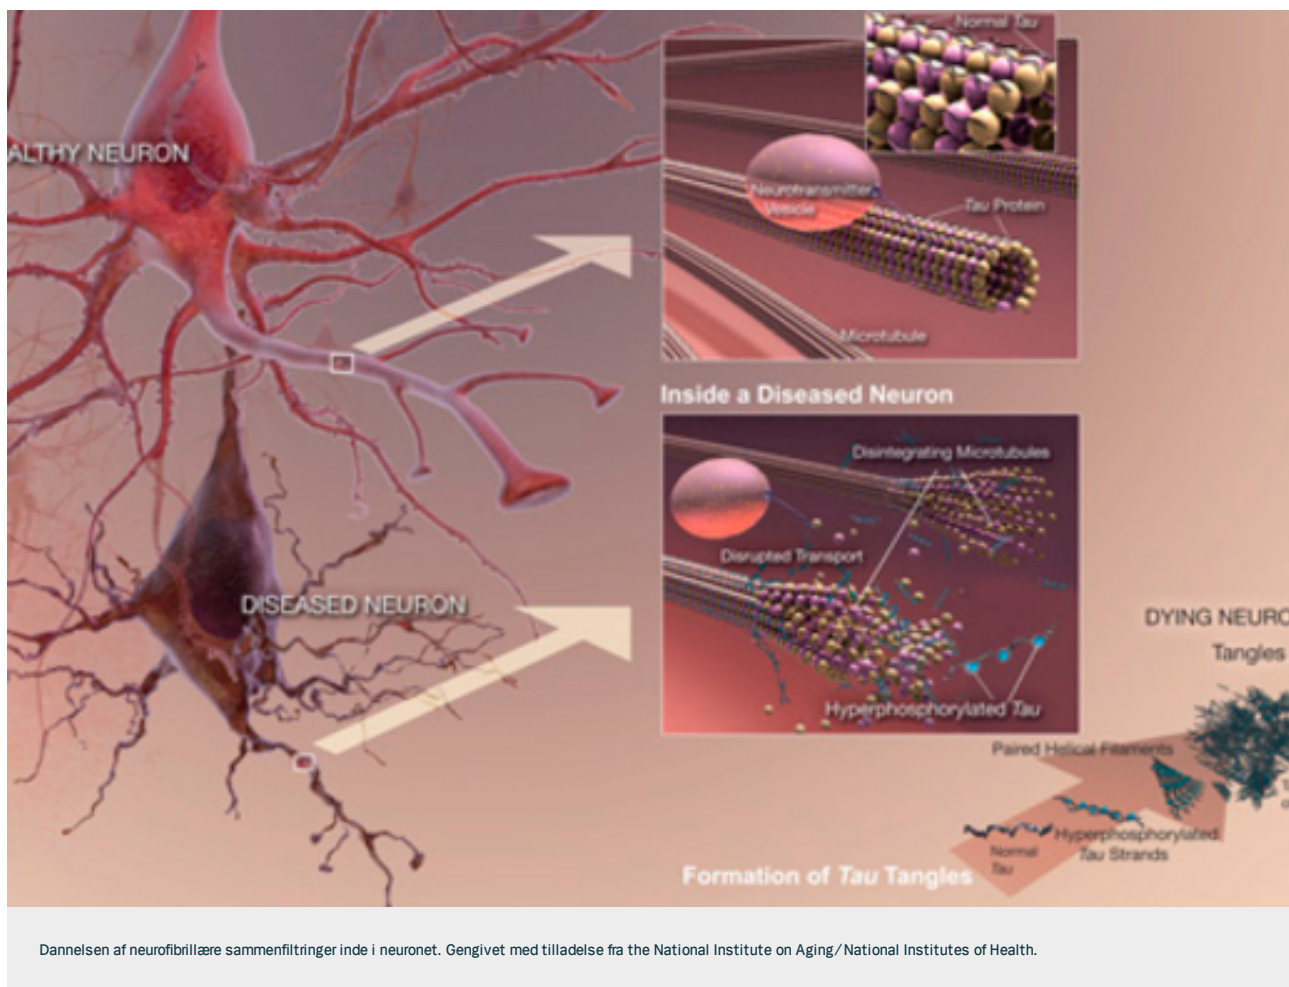 Normal Tau
ALTHY NEURON
Neurotransmitter
Vesicle
Tau Protein
Microtubule
Inside a Diseased Neuron
Disintegrating Microtubules
Disrupted Transport
DISEASED NEURON
Hyperphosphorylated Tau
DYING NEURO
Tangles
Paired Helical Filaments
Hyperphosphorylated
Tau Strands
Normal
Tau
Formation of Tau Tangles
Dannelsen af neurofibrillære sammenfiltringer inde i neuronet. Gengivet med tilladelse fra the National Institute on Aging/National Institutes of Health.